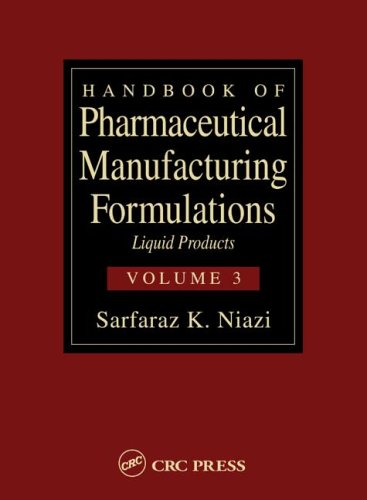 HANDBOOK OF
Pharmaceutical
Manufacturing
Formulations
Liquid Products
VOLUME 3
Sarfaraz K. Niazi
CRC
CRC PRESS